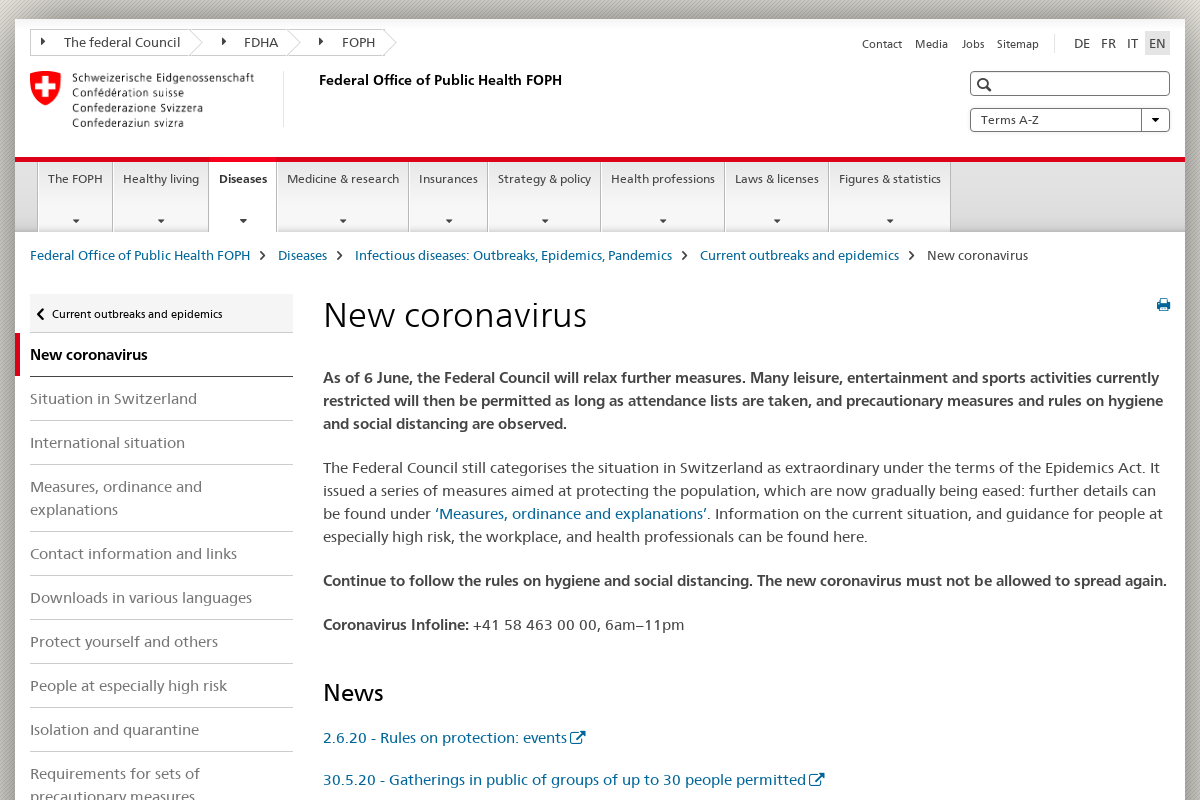 The federal Council
FDHA
FOPH
Contact
Media
Jobs
Sitemap
DE
FR
IT
EN
Schweizerische Eidgenossenschaft
Confédération suisse
Confederazione Svizzera
Confederaziun svizra
Federal Office of Public Health FOPH
Terms A-Z
The FOPH
Healthy living
Diseases
Medicine & research
Insurances
Strategy & policy
Health professions
Laws & licenses
Figures & statistics
Federal Office of Public Health FOPH
Diseases
Infectious diseases: Outbreaks, Epidemics, Pandemics
Current outbreaks and epidemics
New coronavirus
Current outbreaks and epidemics
New coronavirus
Situation in Switzerland
International situation
Measures, ordinance and
explanations
Contact information and links
Downloads in various languages
Protect yourself and others
People at especially high risk
Isolation and quarantine
Requirements for sets of
precautionary measures
New coronavirus
As of 6 June, the Federal Council will relax further measures. Many leisure, entertainment and sports activities currently
restricted will then be permitted as long as attendance lists are taken, and precautionary measures and rules on hygiene
and social distancing are observed.
The Federal Council still categorises the situation in Switzerland as extraordinary under the terms of the Epidemics Act. It
issued a series of measures aimed at protecting the population, which are now gradually being eased: further details can
be found under ‘Measures, ordinance and explanations’. Information on the current situation, and guidance for people at
especially high risk, the workplace, and health professionals can be found here.
Continue to follow the rules on hygiene and social distancing. The new coronavirus must not be allowed to spread again.
Coronavirus Infoline: +41 58 463 00 00, 6am–11pm
News
2.6.20 - Rules on protection: events
30.5.20 - Gatherings in public of groups of up to 30 people permitted